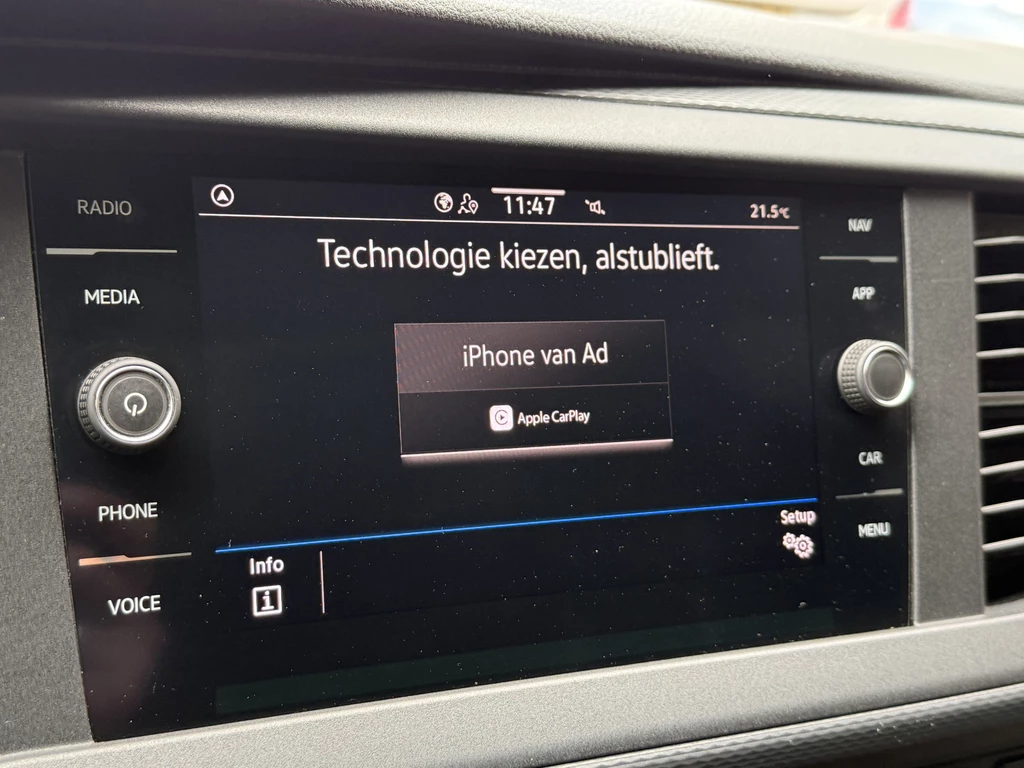 RADIO
11:47
21.5°C
NAV
Technologie kiezen, alstublieft.
MEDIA
APP
iPhone van Ad
Apple CarPlay
CAR
PHONE
Setup
MENU
Info
VOICE